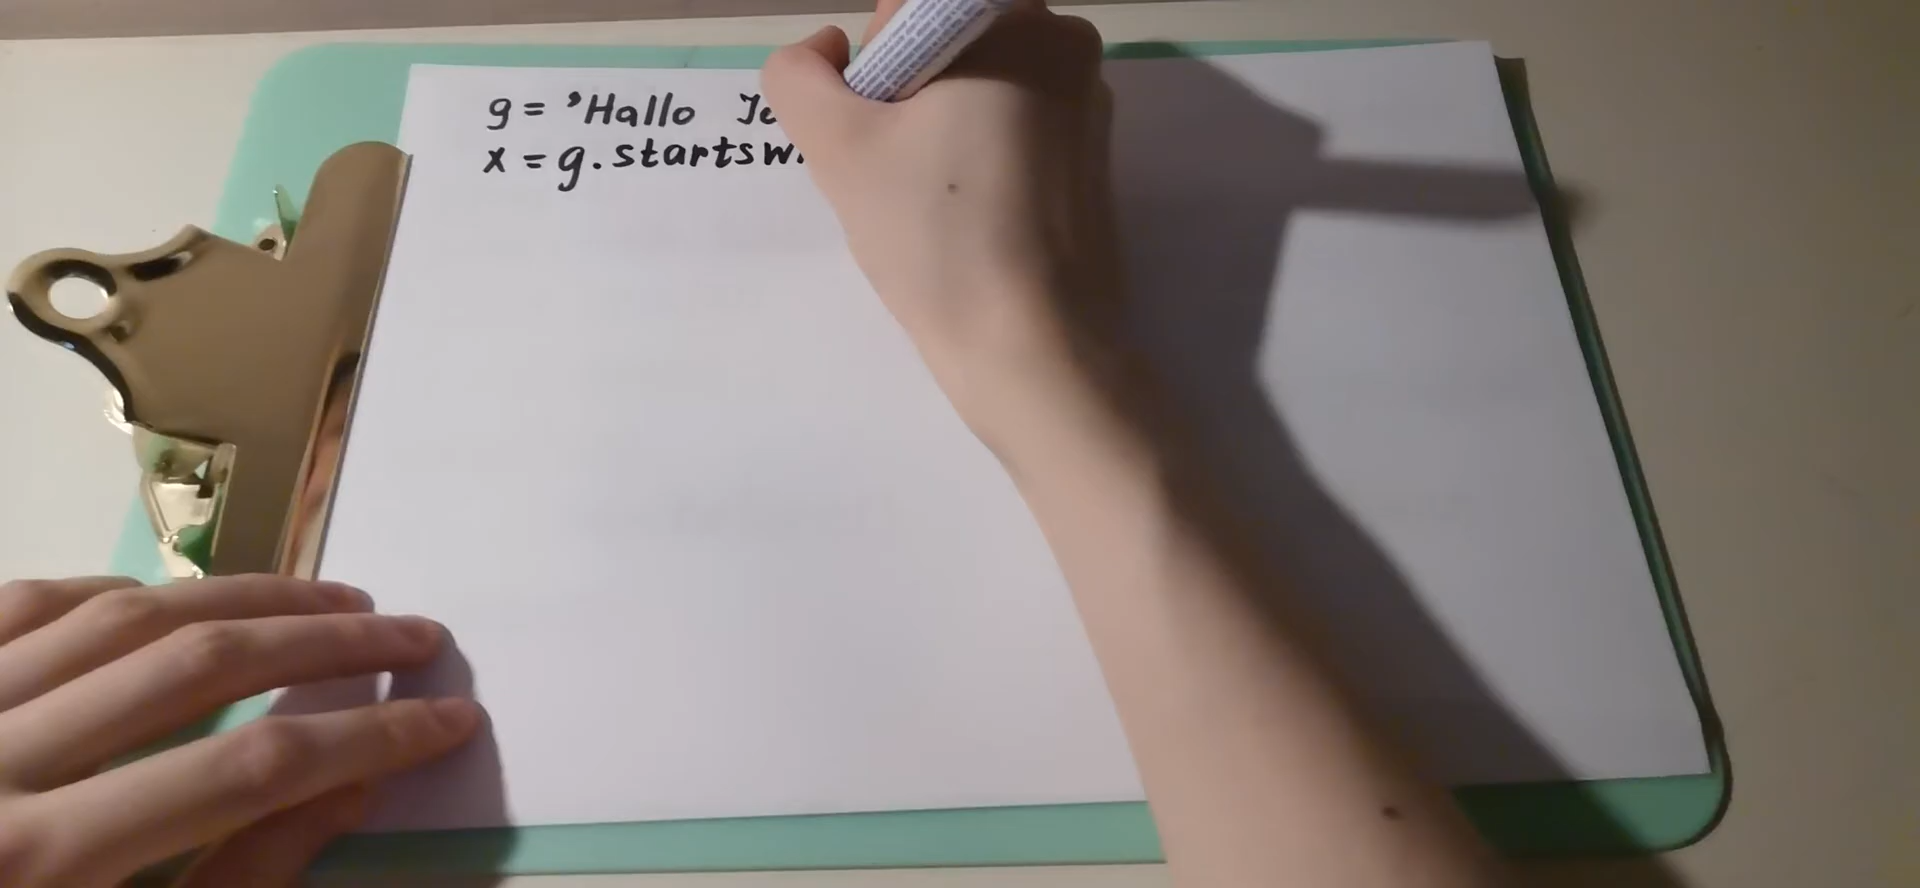 g = 'Hallo
x = g.startsw